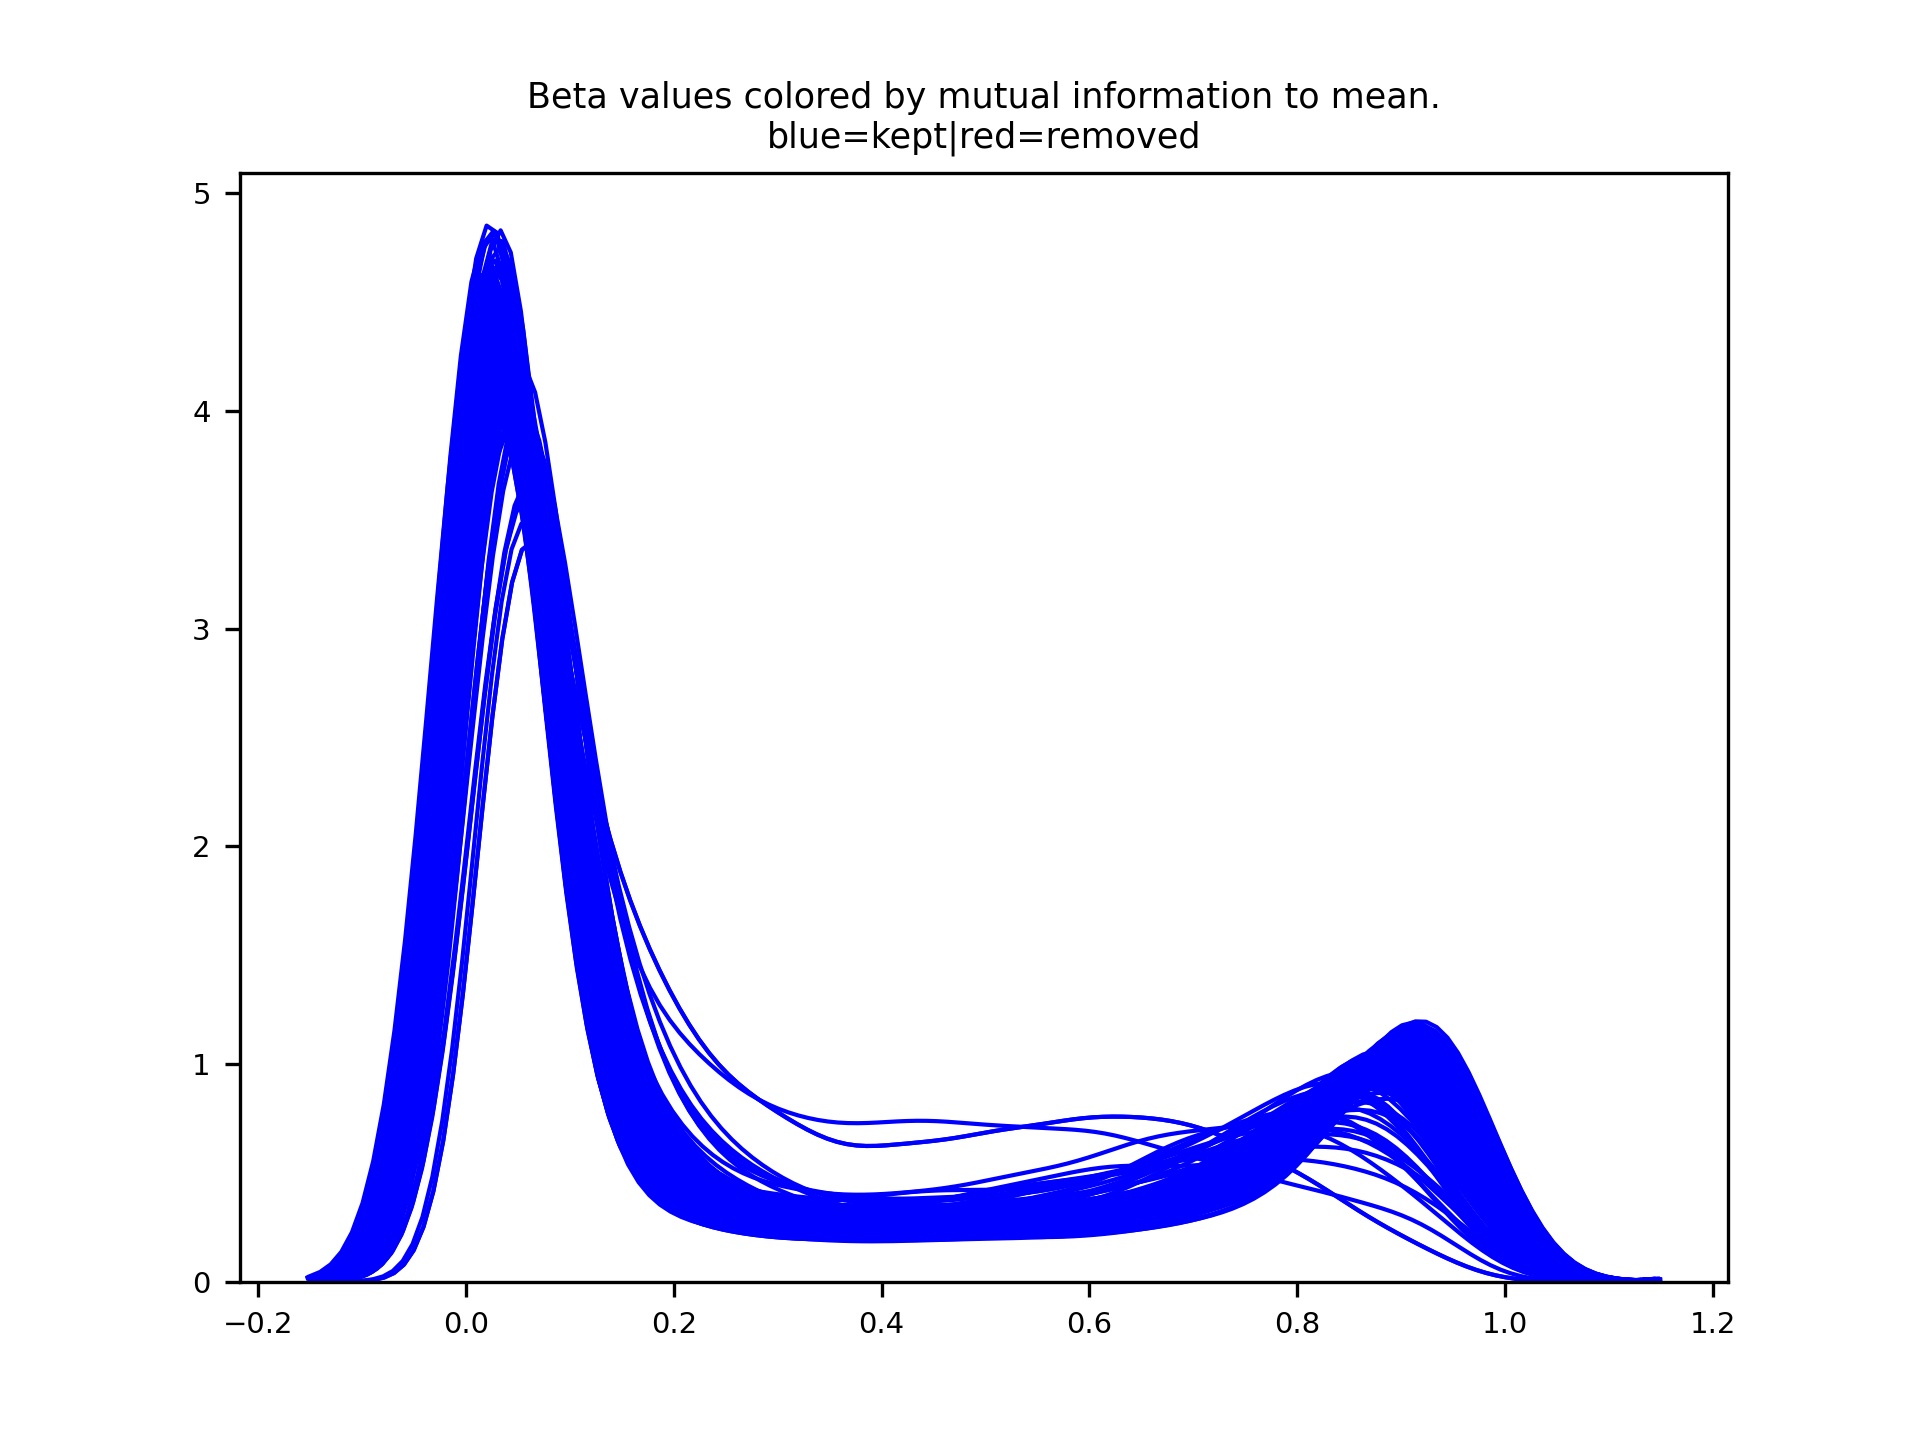 Beta values colored by mutual information to mean.
blue=kept|red=removed
5
4
3
2
1
0
−0.2 0.0 0.2 0.4 0.6 0.8 1.0 1.2